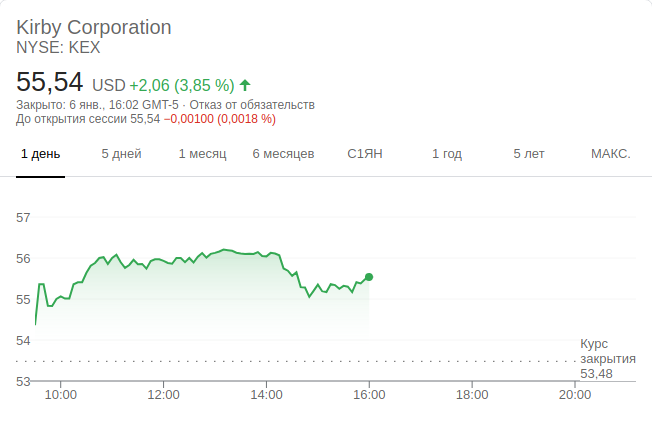 Kirby Corporation
NYSE: KEX
55,54 USD +2,06 (3,85 %)
Закрыто: 6 янв., 16:02 GMT-5 · Отказ от обязательств
До открытия сессии 55,54 −0,00100 (0,0018 %)
1 день 5 дней 1 месяц 6 месяцев С1ЯН 1 год 5 лет МАКС.
57
56
55
54
Курс
закрытия
53,48
53
10:00 12:00 14:00 16:00 18:00 20:00